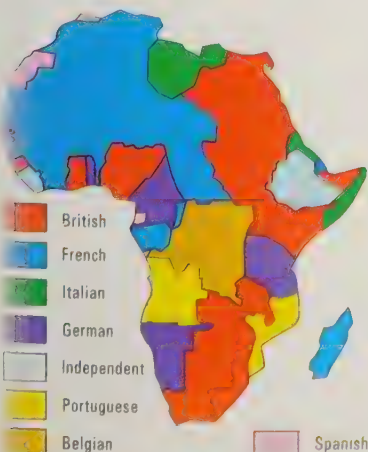 British
French
Italian
German
Independent
Portuguese
Belgian
Spanish